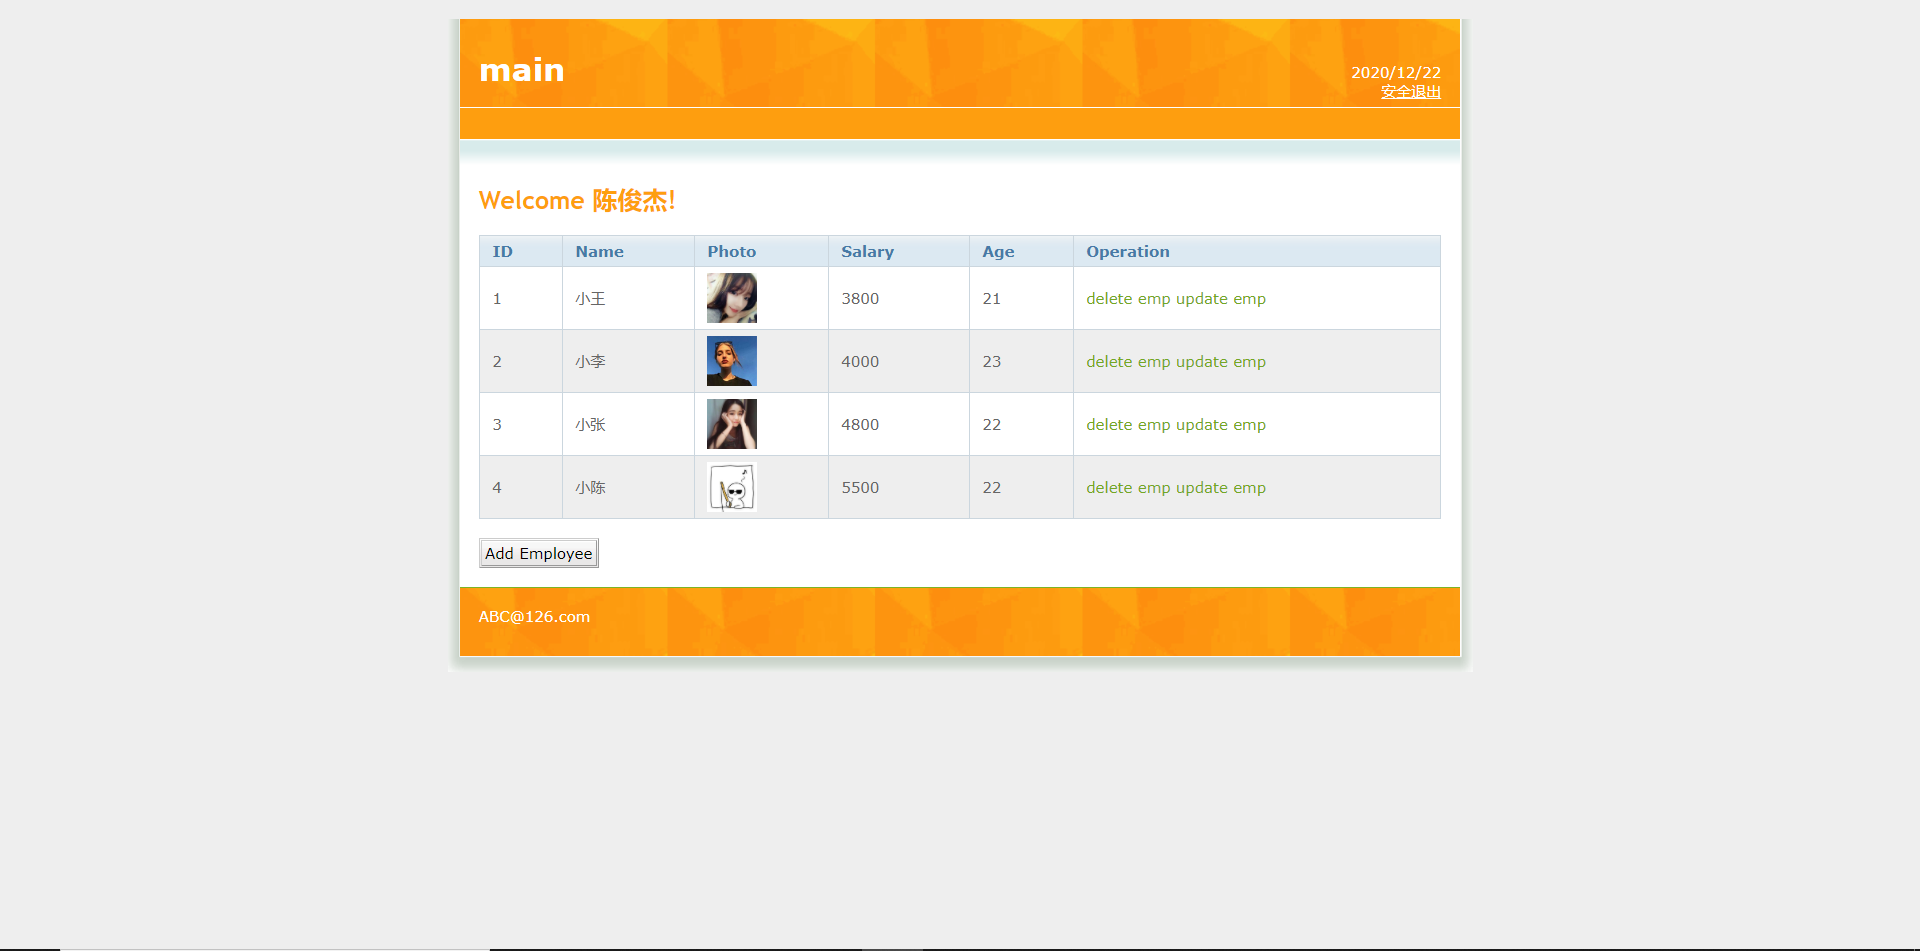 main
2020/12/22
安全退出
Welcome 陈俊杰!
ID Name Photo Salary Age Operation
1 小王 3800 21 delete emp update emp
2 小李 4000 23 delete emp update emp
3 小张 4800 22 delete emp update emp
4 小陈 5500 22 delete emp update emp
Add Employee
ABC@126.com